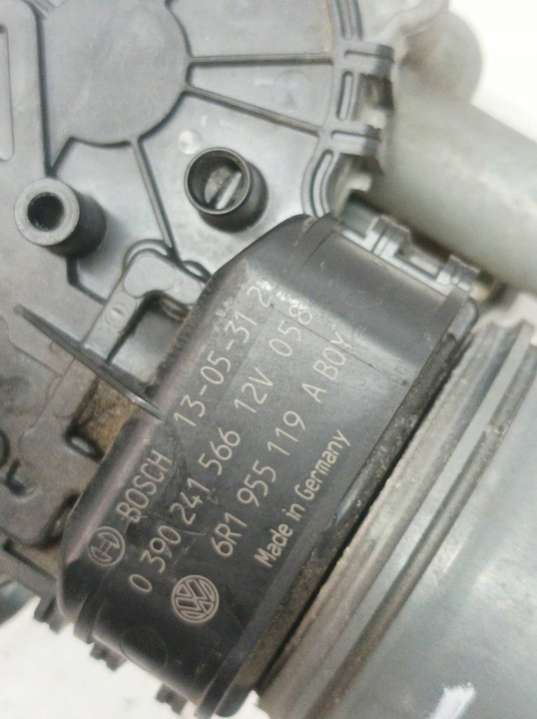 BOSCH 13-05-31 2
0 390 241 566 12V 058
6R1 955 119 A BOY
Made in Germany